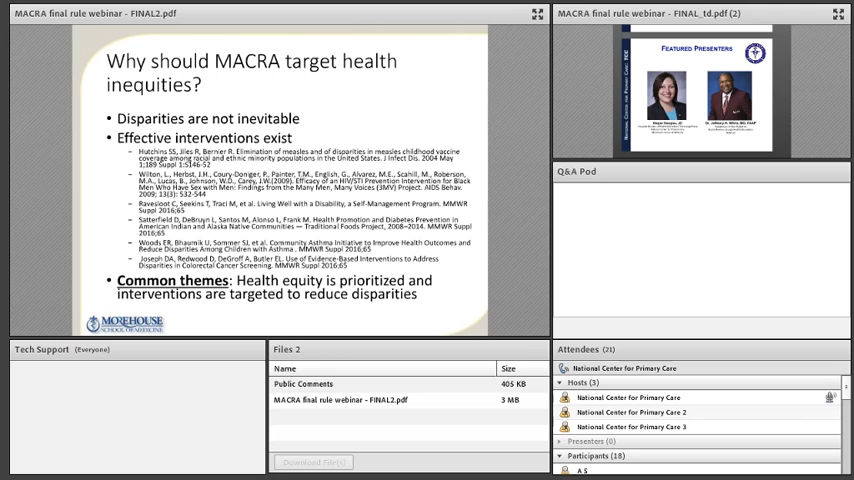 MACRA final rule webinar - FINAL2.pdf
Why should MACRA target health
inequities?
• Disparities are not inevitable
• Effective interventions exist
– Hutchins SS, Jiles R, Bernier R. Elimination of measles and of disparities in measles childhood vaccine
coverage among racial and ethnic minority populations in the United States. J Infect Dis. 2004 May
1;189 Suppl 1:S146-52
– Wilton, L., Herbst, J.H., Coury-Doniger, P., Painter, T.M., English, G., Alvarez, M.E., Scahill, M., Roberson,
M.A., Lucas, B., Johnson, W.D., Carey, J.W.(2009). Efficacy of an HIV/STI Prevention Intervention for Black
Men Who Have Sex with Men: Findings from the Many Men, Many Voices (3MV) Project. AIDS Behav.
2009; 13(3): 532-544
– Ravesloot C, Seekins T, Traci M, et al. Living Well with a Disability, a Self-Management Program. MMWR
Suppl 2016;65
– Satterfield D, DeBruyn L, Santos M, Alonso L, Frank M. Health Promotion and Diabetes Prevention in
American Indian and Alaska Native Communities — Traditional Foods Project, 2008–2014. MMWR Suppl
2016;65
– Woods ER, Bhaumik U, Sommer SJ, et al. Community Asthma Initiative to Improve Health Outcomes and
Reduce Disparities Among Children with Asthma . MMWR Suppl 2016;65
– Joseph DA, Redwood D, DeGroff A, Butler EL. Use of Evidence-Based Interventions to Address
Disparities in Colorectal Cancer Screening. MMWR Suppl 2016;65
• Common themes: Health equity is prioritized and
interventions are targeted to reduce disparities
MOREHOUSE
SCHOOL OF MEDICINE
MACRA final rule webinar - FINAL_td.pdf (2)
FEATURED PRESENTERS
NATIONAL CENTER FOR PRIMARY CARE
Q&A Pod
Tech Support (Everyone)
Files 2
Name Size
Public Comments 405 KB
MACRA final rule webinar - FINAL2.pdf 3 MB
Download File(s)
Attendees (21)
National Center for Primary Care
Hosts (3)
National Center for Primary Care
National Center for Primary Care 2
National Center for Primary Care 3
Presenters (0)
Participants (18)
A S